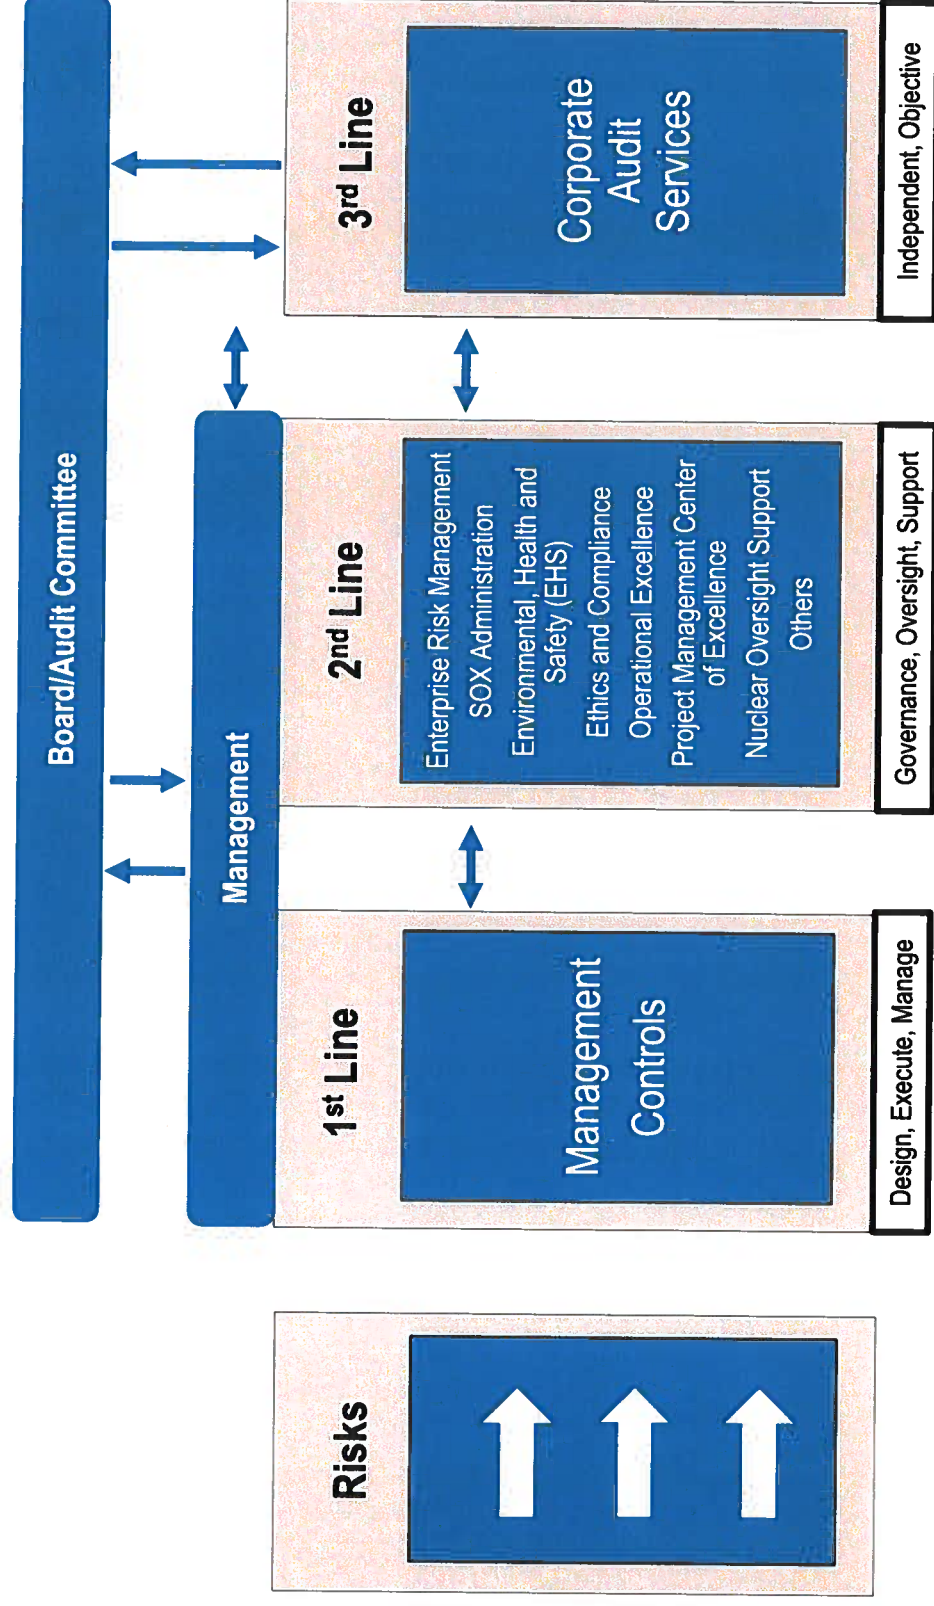 Board/Audit Committee
Management
Risks
1st Line
Management
Controls
Design, Execute, Manage
2nd Line
Enterprise Risk Management
SOX Administration
Environmental, Health and
Safety (EHS)
Ethics and Compliance
Operational Excellence
Project Management Center
of Excellence
Nuclear Oversight Support
Others
Governance, Oversight, Support
3rd Line
Corporate
Audit
Services
Independent, Objective